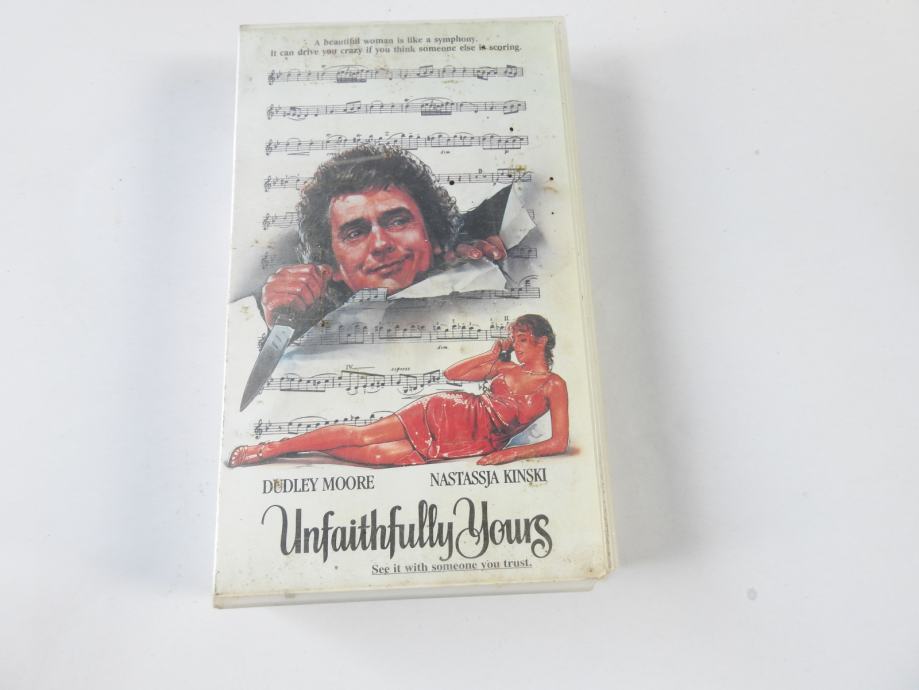 A beautiful woman is like a symphony.
It can drive you crazy if you think someone else is scoring.
DUDLEY MOORE
NASTASSJA KINSKI
Unfaithfully Yours
See it with someone you trust.